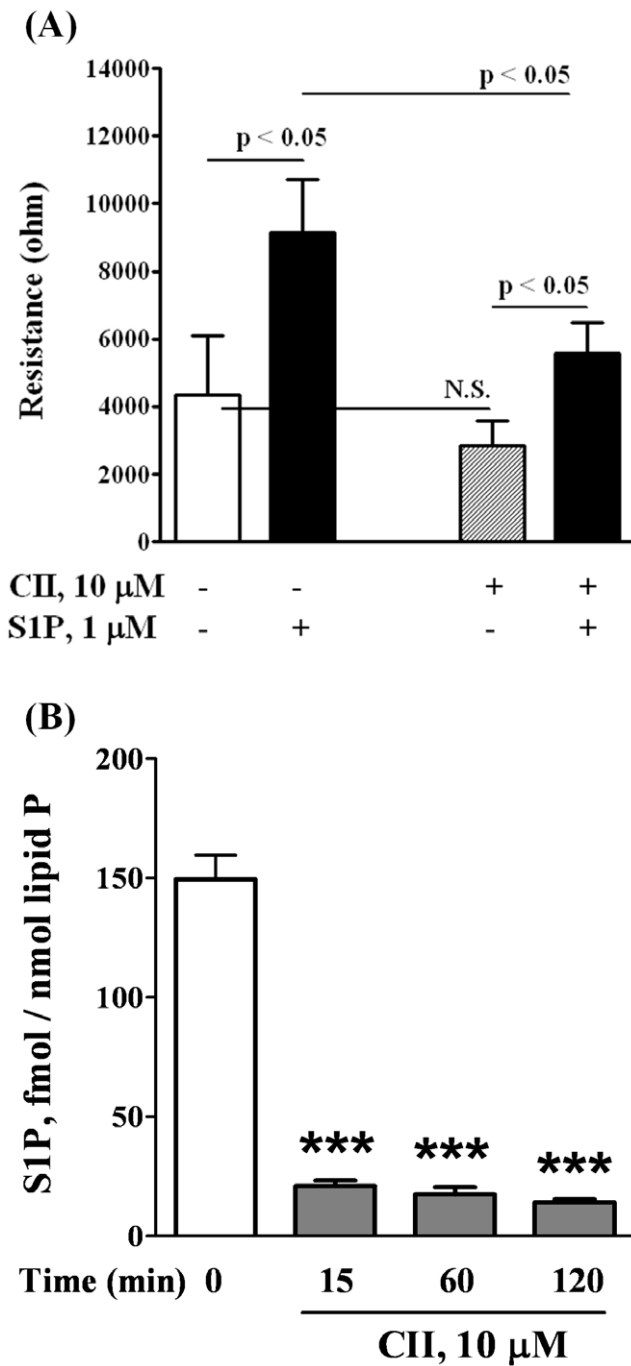 (A)
14000
12000
10000
8000
6000
4000
2000
0
Resistance (ohm)
p < 0.05
p < 0.05
p < 0.05
N.S.
CII, 10 μM - - + +
S1P, 1 μM - + - +
(B)
200
150
100
50
0
S1P, fmol / nmol lipid P
*** *** ***
Time (min) 0 15 60 120
CII, 10 μM